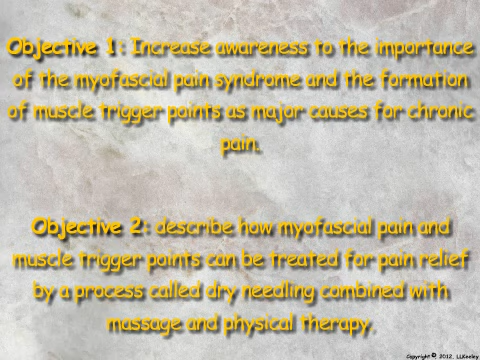 Objective 1: Increase awareness to the importance
of the myofascial pain syndrome and the formation
of muscle trigger points as major causes for chronic
pain.
Objective 2: describe how myofascial pain and
muscle trigger points can be treated for pain relief
by a process called dry needling combined with
massage and physical therapy.
Copyright © 2012, LLKeeley